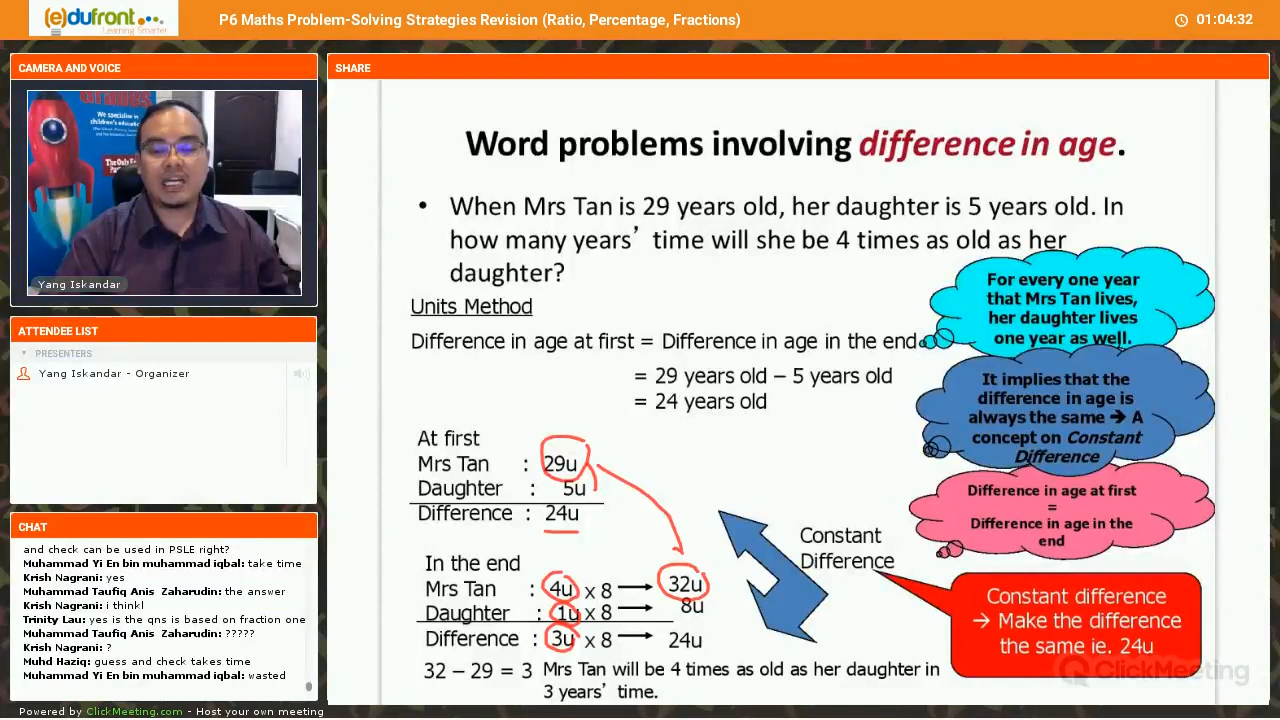 (e)dufront
Learning Smarter
P6 Maths Problem-Solving Strategies Revision (Ratio, Percentage, Fractions)
01:04:32
CAMERA AND VOICE
We specialise in
children's educati
The Only
Yang Iskandar
ATTENDEE LIST
PRESENTERS
Yang Iskandar - Organizer
CHAT
and check can be used in PSLE right?
Muhammad Yi En bin muhammad iqbal: take time
Krish Nagrani: yes
Muhammad Taufiq Anis Zaharudin: the answer
Krish Nagrani: i thinkl
Trinity Lau: yes is the qns is based on fraction one
Muhammad Taufiq Anis Zaharudin: ?????
Krish Nagrani: ?
Muhd Haziq: guess and check takes time
Muhammad Yi En bin muhammad iqbal: wasted
Powered by ClickMeeting.com - Host your own meeting
SHARE
Word problems involving difference in age.
• When Mrs Tan is 29 years old, her daughter is 5 years old. In
how many years’ time will she be 4 times as old as her
daughter?
Units Method
Difference in age at first = Difference in age in the end
= 29 years old – 5 years old
= 24 years old
At first
Mrs Tan : 29u
Daughter : 5u
Difference : 24u
In the end
Mrs Tan : 4u x 8 → 32u
Daughter : 1u x 8 → 8u
Difference : 3u x 8 → 24u
32 – 29 = 3 Mrs Tan will be 4 times as old as her daughter in
3 years’ time.
For every one year
that Mrs Tan lives,
her daughter lives
one year as well.
It implies that the
difference in age is
always the same → A
concept on Constant
Difference
Difference in age at first
=
Difference in age in the
end
Constant
Difference
Constant difference
→ Make the difference
the same ie. 24u
ClickMeeting